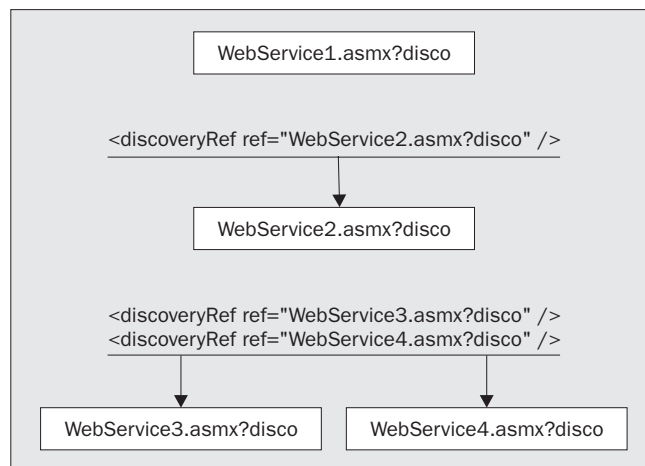 WebService1.asmx?disco
<discoveryRef ref="WebService2.asmx?disco" />
WebService2.asmx?disco
<discoveryRef ref="WebService3.asmx?disco" />
<discoveryRef ref="WebService4.asmx?disco" />
WebService3.asmx?disco
WebService4.asmx?disco